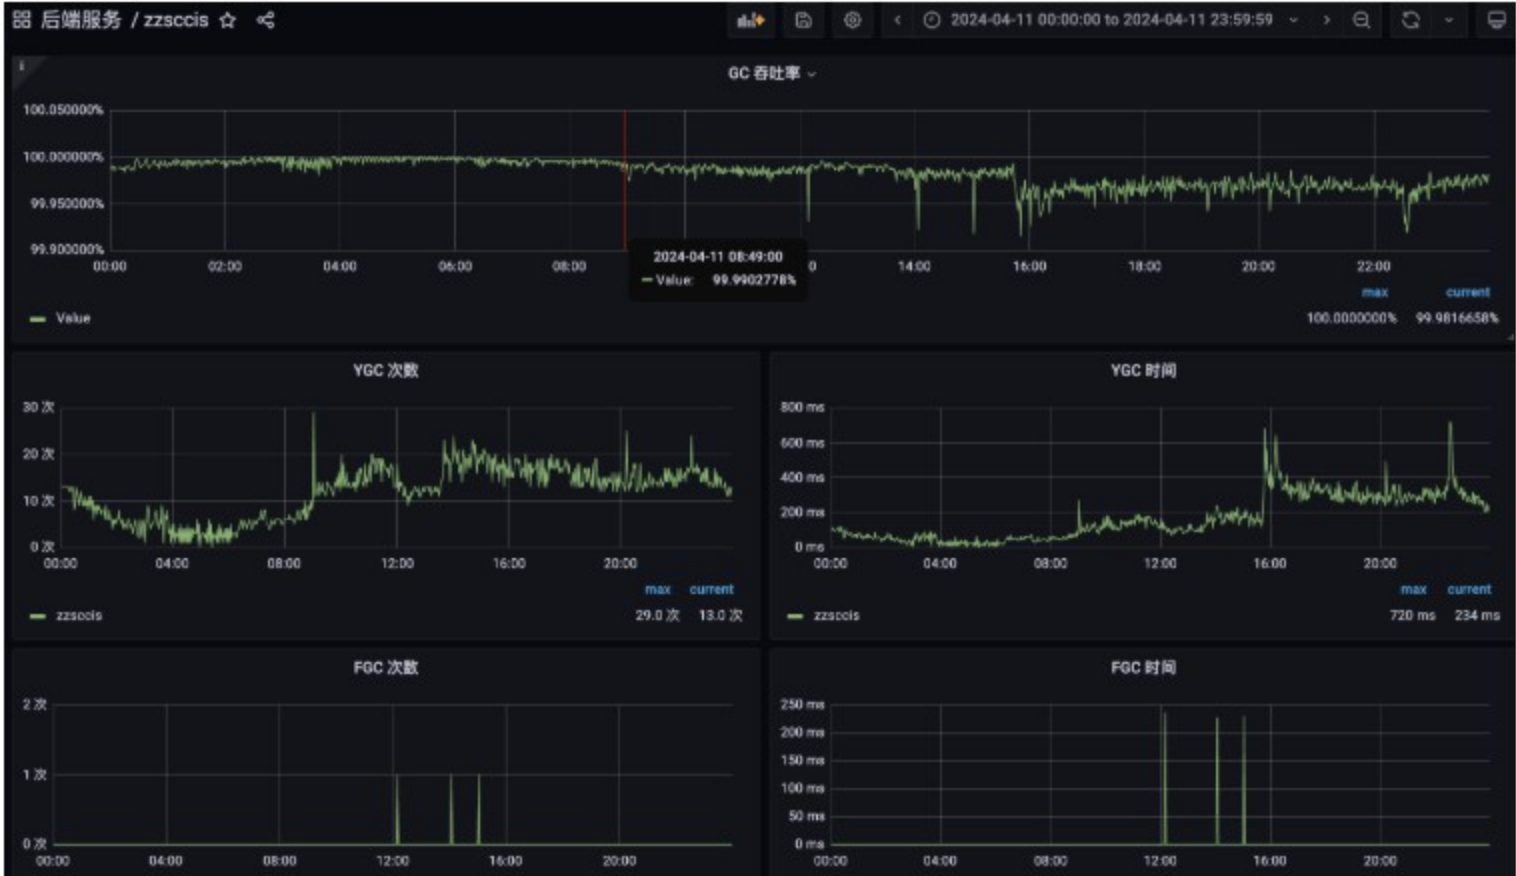 后端服务 / zzsccis 2024-04-11 00:00:00 to 2024-04-11 23:59:59
i
GC 吞吐率
100.050000%
100.000000%
99.950000%
99.900000%
00:00 02:00 04:00 06:00 08:00 0 14:00 16:00 18:00 20:00 22:00
2024-04-11 08:49:00
Value: 99.9902778%
max current
Value 100.0000000% 99.9816658%
YGC 次数
30 次
20 次
10 次
0 次
00:00 04:00 08:00 12:00 16:00 20:00
max current
zzsccis 29.0 次 13.0 次
YGC 时间
800 ms
600 ms
400 ms
200 ms
0 ms
00:00 04:00 08:00 12:00 16:00 20:00
max current
zzsccis 720 ms 234 ms
FGC 次数
2 次
1 次
0 次
00:00 04:00 08:00 12:00 16:00 20:00
FGC 时间
250 ms
200 ms
150 ms
100 ms
50 ms
0 ms
00:00 04:00 08:00 12:00 16:00 20:00